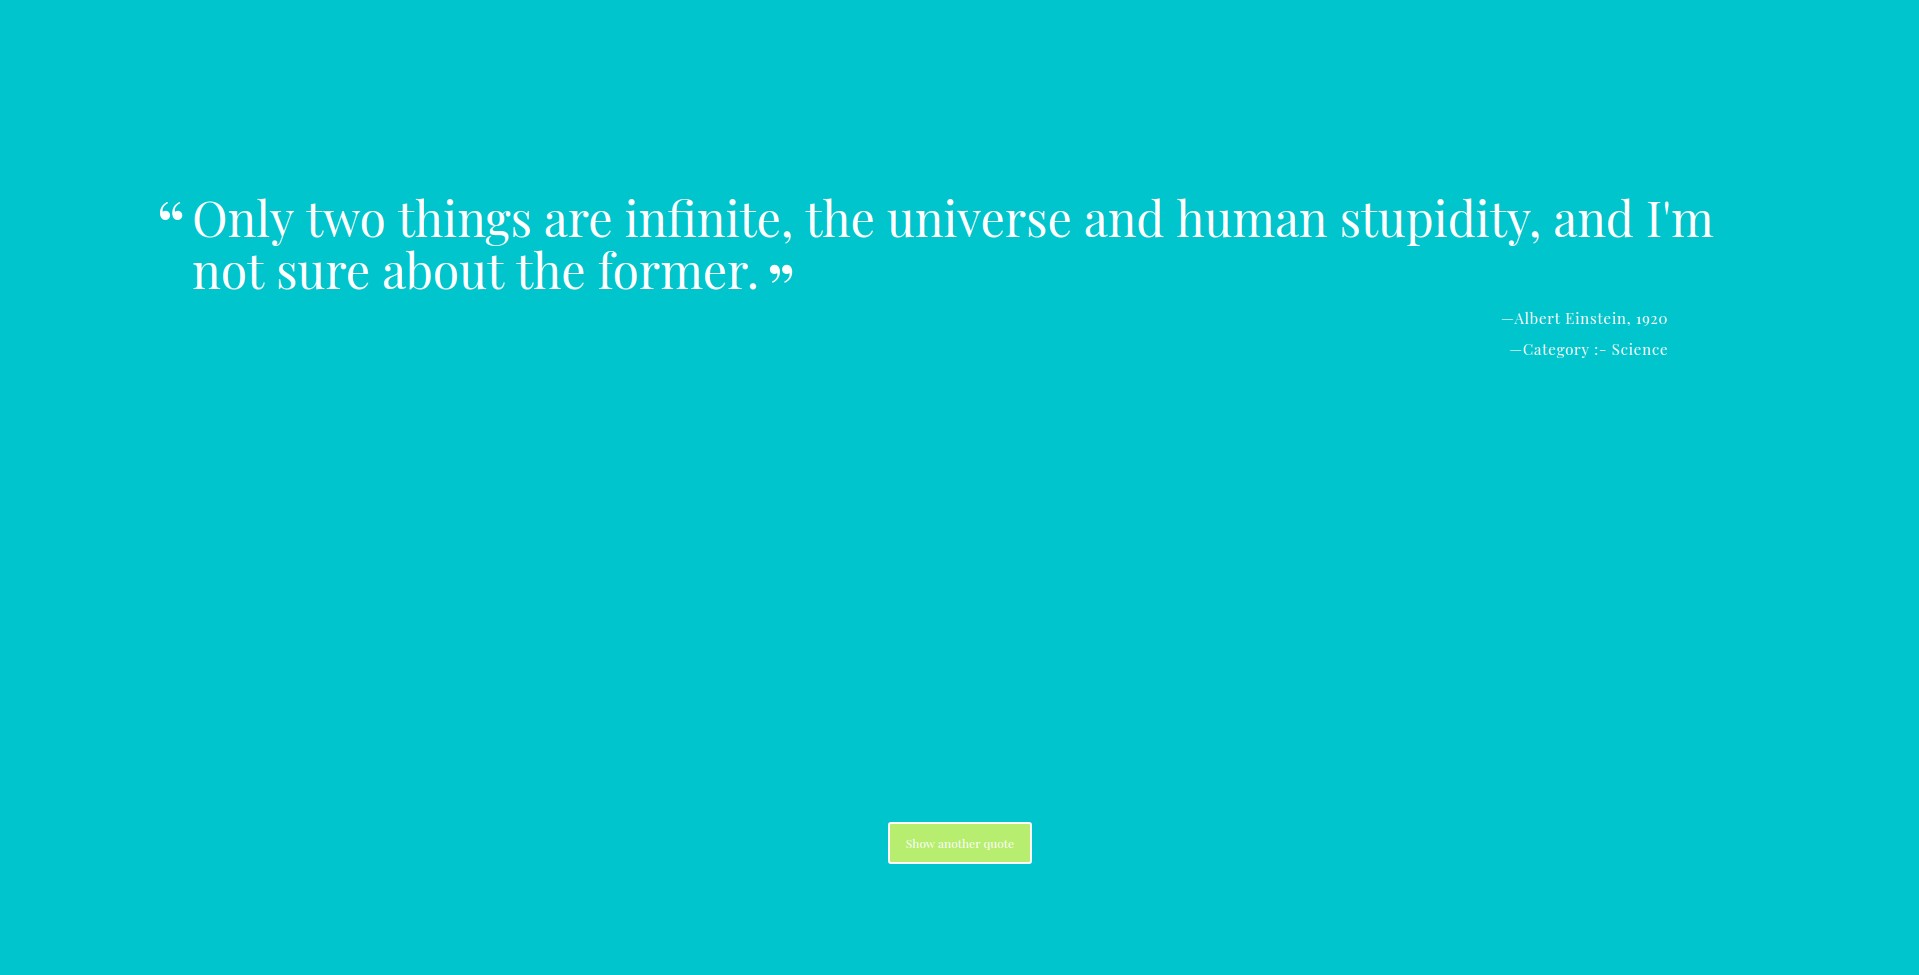 “ Only two things are infinite, the universe and human stupidity, and I'm
not sure about the former. ”
—Albert Einstein, 1920
—Category :- Science
Show another quote